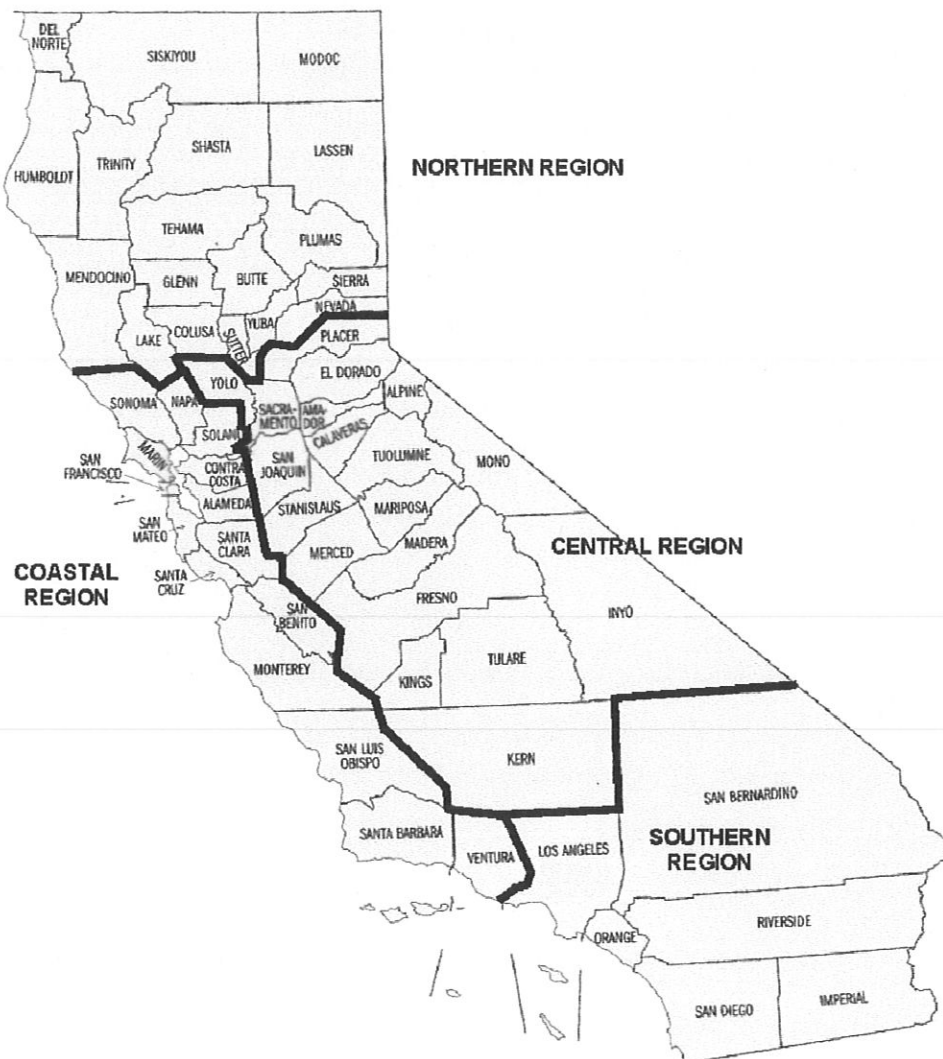 DEL
NORTE
SISKIYOU
MODOC
HUMBOLDT
TRINITY
SHASTA
LASSEN
NORTHERN REGION
TEHAMA
PLUMAS
MENDOCINO
GLENN
BUTTE
SIERRA
NEVADA
LAKE
COLUSA
SUTTER
YUBA
PLACER
YOLO
EL DORADO
SONOMA
NAPA
SACRA-
MENTO
AMA-
DOR
ALPINE
SOLANO
CALAVERAS
MARIN
SAN
FRANCISCO
CONTRA
COSTA
SAN
JOAQUIN
TUOLUMNE
MONO
ALAMEDA
STANISLAUS
MARIPOSA
SAN
MATEO
SANTA
CLARA
MERCED
MADERA
CENTRAL REGION
COASTAL
REGION
SANTA
CRUZ
SAN
BENITO
FRESNO
INYO
MONTEREY
KINGS
TULARE
SAN LUIS
OBISPO
KERN
SAN BERNARDINO
SANTA BARBARA
VENTURA
LOS ANGELES
SOUTHERN
REGION
ORANGE
RIVERSIDE
SAN DIEGO
IMPERIAL